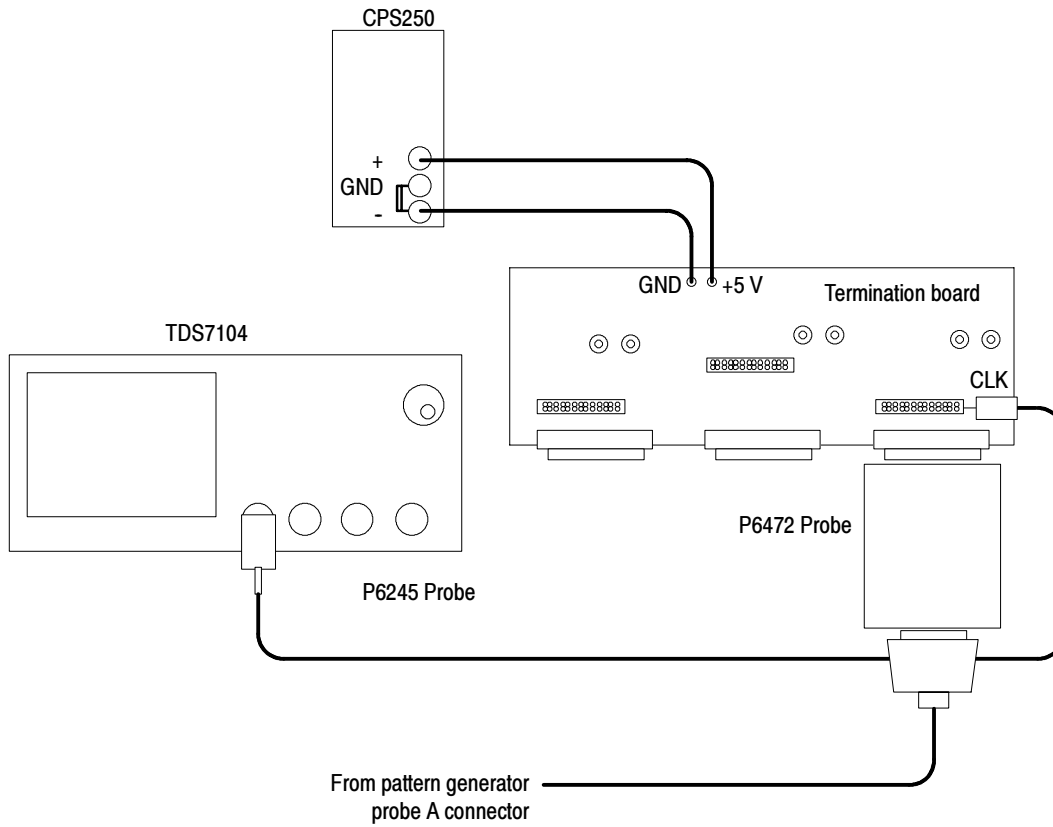 CPS250
+
GND
-
GND
+5 V
Termination board
TDS7104
CLK
P6472 Probe
P6245 Probe
From pattern generator
probe A connector